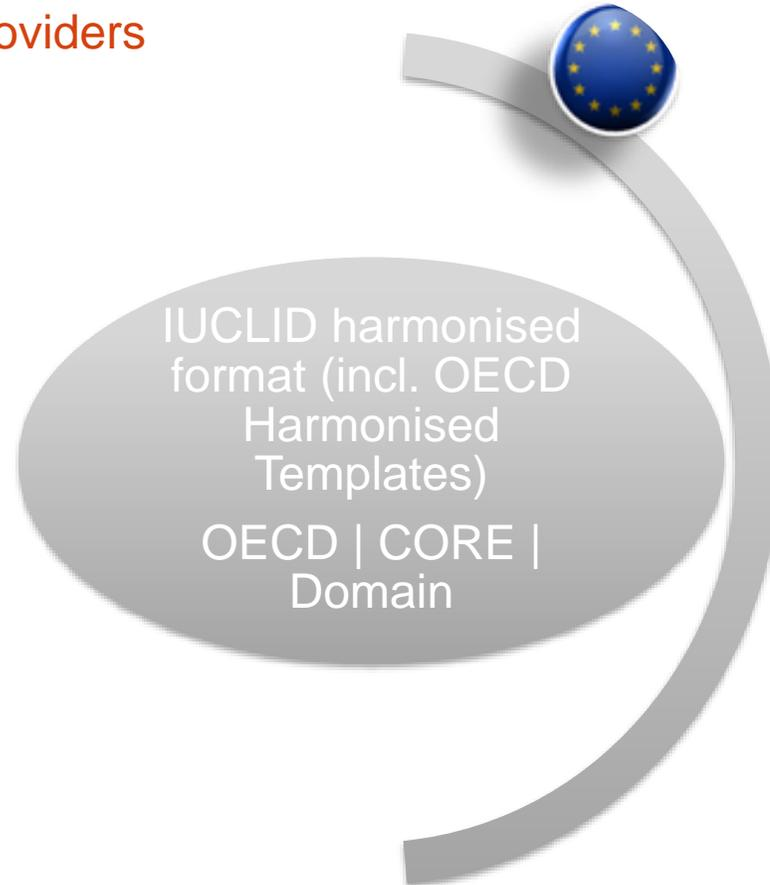 oviders
IUCLID harmonised
format (incl. OECD
Harmonised
Templates)
OECD | CORE |
Domain